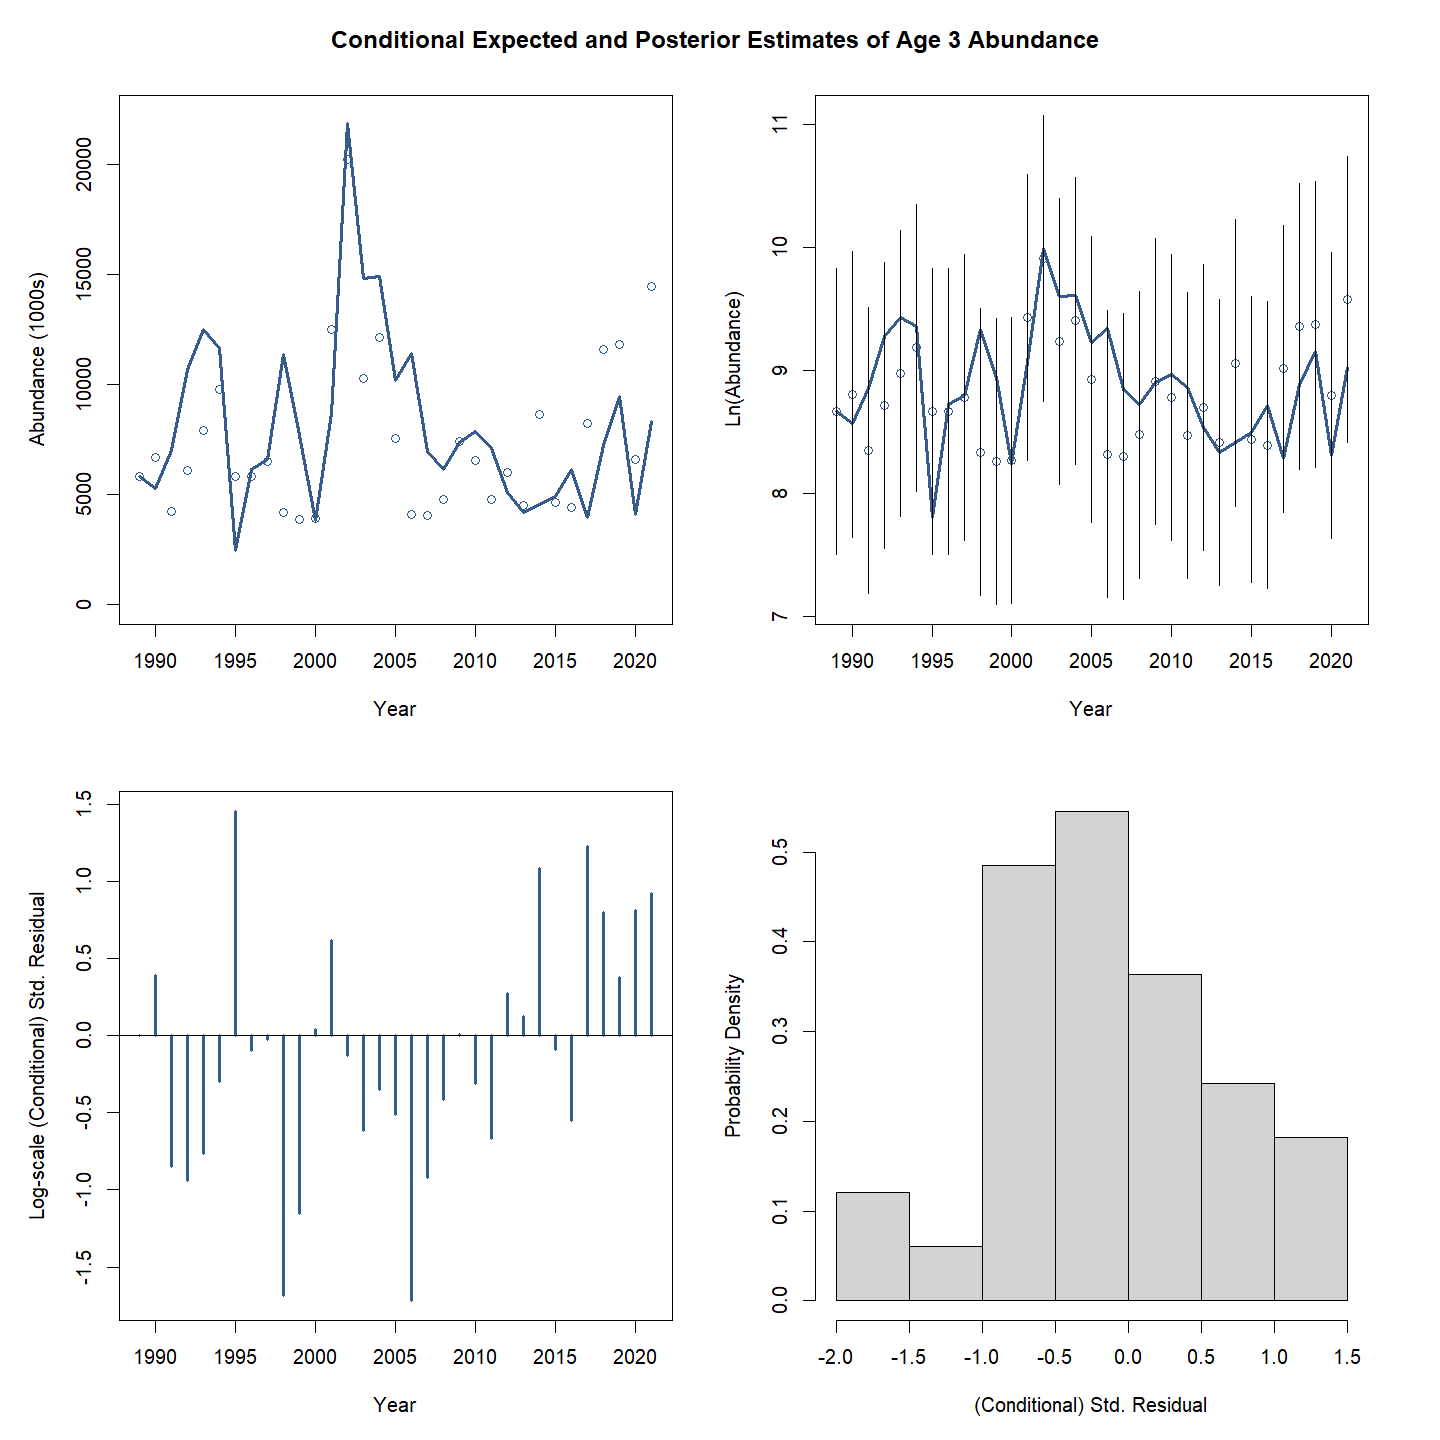 Conditional Expected and Posterior Estimates of Age 3 Abundance
Abundance (1000s)
20000
15000
10000
5000
0
1990 1995 2000 2005 2010 2015 2020
Year
Ln(Abundance)
11
10
9
8
7
1990 1995 2000 2005 2010 2015 2020
Year
Log-scale (Conditional) Std. Residual
1.5
1.0
0.5
0.0
-0.5
-1.0
-1.5
1990 1995 2000 2005 2010 2015 2020
Year
Probability Density
0.5
0.4
0.3
0.2
0.1
0.0
-2.0 -1.5 -1.0 -0.5 0.0 0.5 1.0 1.5
(Conditional) Std. Residual